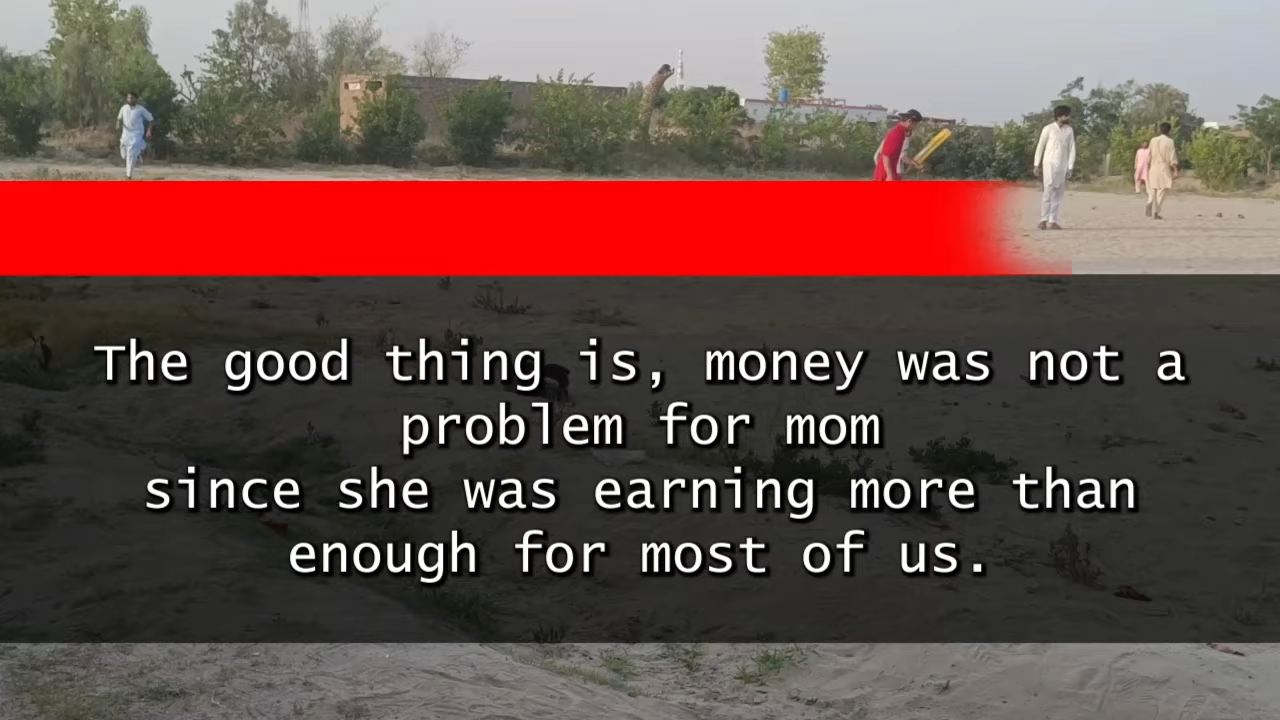 The good thing is, money was not a
problem for mom
since she was earning more than
enough for most of us.